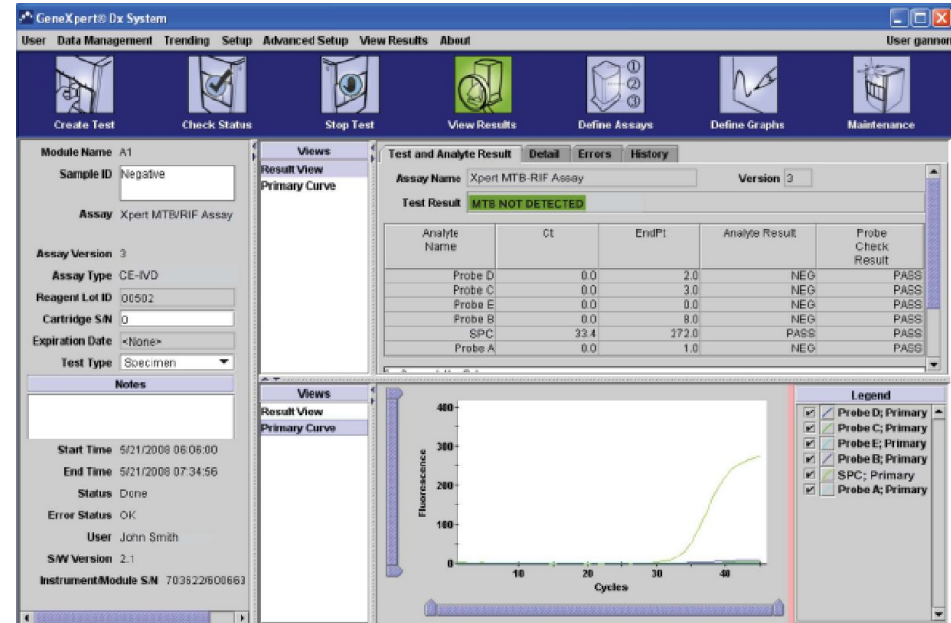 GeneXpert® Dx System
User Data Management Trending Setup Advanced Setup View Results About User gannon
Create Test Check Status Stop Test View Results Define Assays Define Graphs Maintenance
① ② ③
Module Name A1
Sample ID Negative
Assay Xpert MTB/RIF Assay
Assay Version 3
Assay Type CE-IVD
Reagent Lot ID 00502
Cartridge S/N 0
Expiration Date <None>
Test Type Specimen
Notes
Start Time 5/21/2008 06:06:00
End Time 5/21/2008 07:34:56
Status Done
Error Status OK
User John Smith
S/W Version 2.1
Instrument/Module S/N 703522/600663
Views
Result View
Primary Curve
Test and Analyte Result Detail Errors History
Assay Name Xpert MTB-RIF Assay Version 3
Test Result MTB NOT DETECTED
Analyte Name Ct EndPt Analyte Result Probe Check Result
Probe D 0.0 2.0 NEG PASS
Probe C 0.0 3.0 NEG PASS
Probe E 0.0 0.0 NEG PASS
Probe B 0.0 8.0 NEG PASS
SPC 33.4 272.0 PASS PASS
Probe A 0.0 1.0 NEG PASS
Views
Result View
Primary Curve
400
300
200
100
0
Fluorescence
10 20 30 40
Cycles
Legend
Probe D; Primary
Probe C; Primary
Probe E; Primary
Probe B; Primary
SPC; Primary
Probe A; Primary